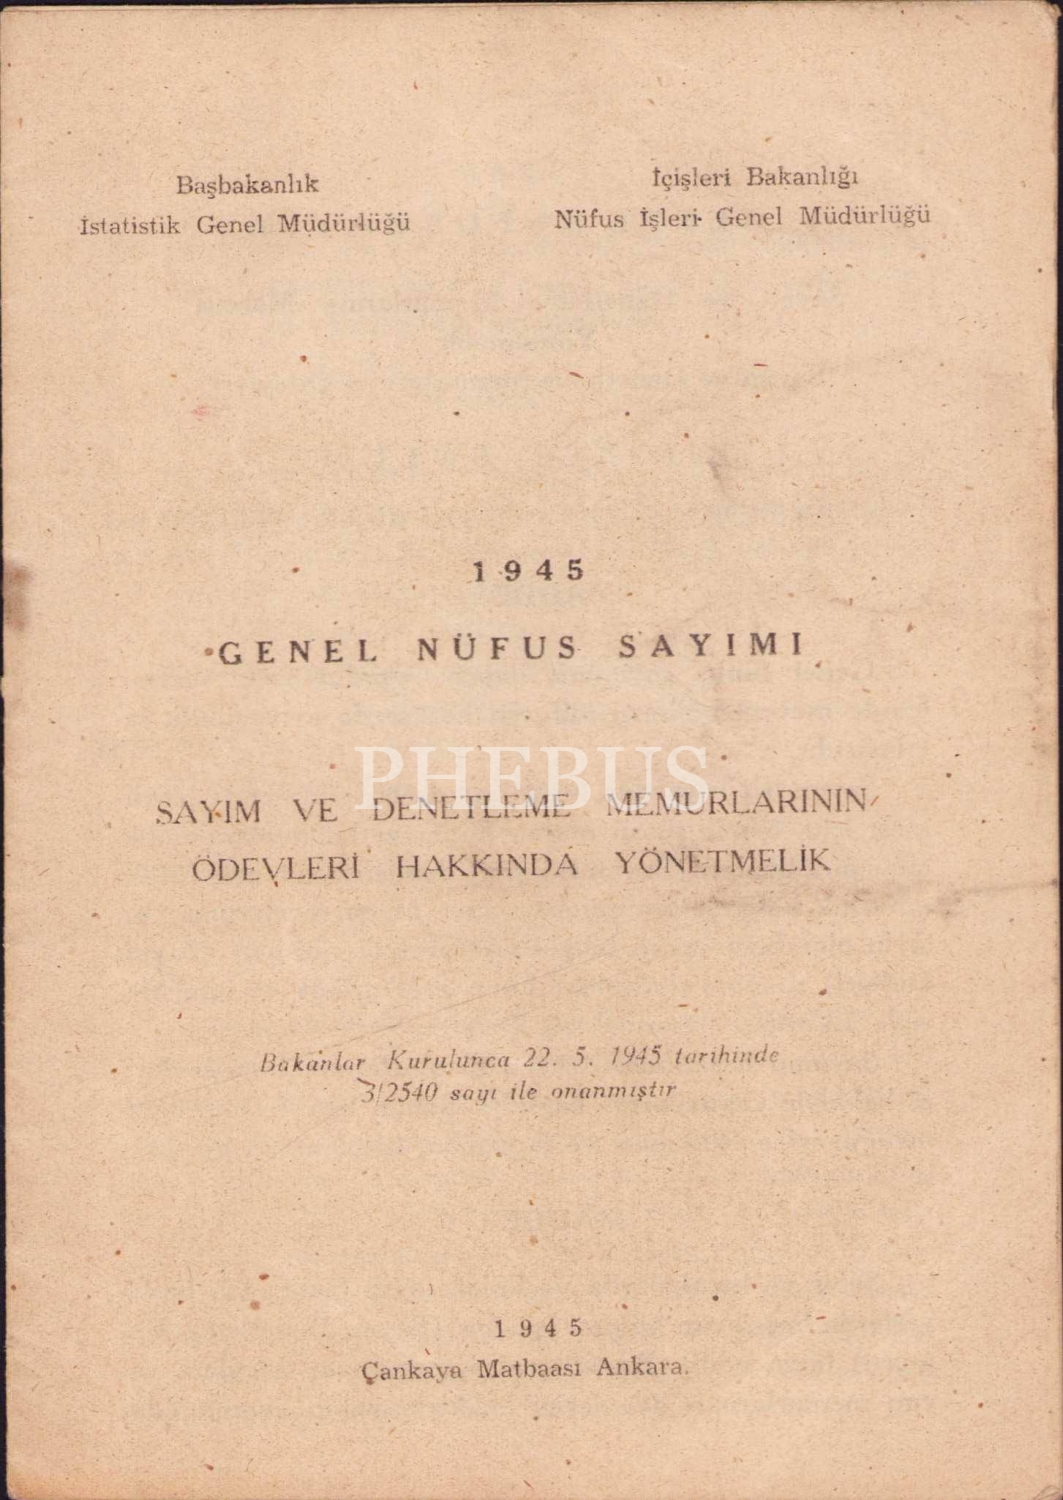 Başbakanlık
İstatistik Genel Müdürlüğü
İçişleri Bakanlığı
Nüfus İşleri Genel Müdürlüğü
1945
GENEL NÜFUS SAYIMI
PHEBUS
SAYIM VE DENETLEME MEMURLARININ
ÖDEVLERİ HAKKINDA YÖNETMELİK
Bakanlar Kurulunca 22. 5. 1945 tarihinde
3/2540 sayı ile onanmıştır
1945
Çankaya Matbaası Ankara.